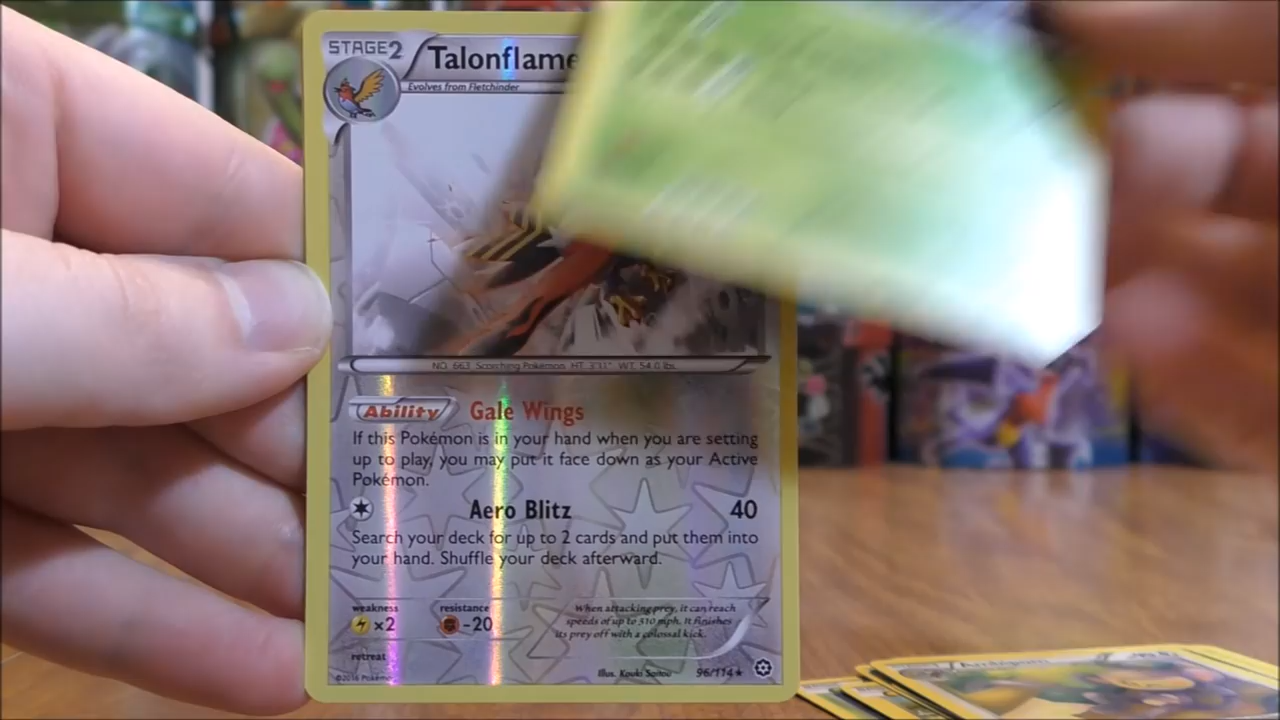 STAGE2
Talonflame
Evolves from Fletchinder
NO. 663 Scorching Pokémon HT: 3'11" WT: 54.0 lbs.
Ability Gale Wings
If this Pokémon is in your hand when you are setting
up to play, you may put it face down as your Active
Pokémon.
Aero Blitz 40
Search your deck for up to 2 cards and put them into
your hand. Shuffle your deck afterward.
weakness resistance
×2 -20
When attacking prey, it can reach
speeds of up to 310 mph. It finishes
its prey off with a colossal kick.
retreat
©2016 Pokémon
Illus. Kouki Saitou 96/114